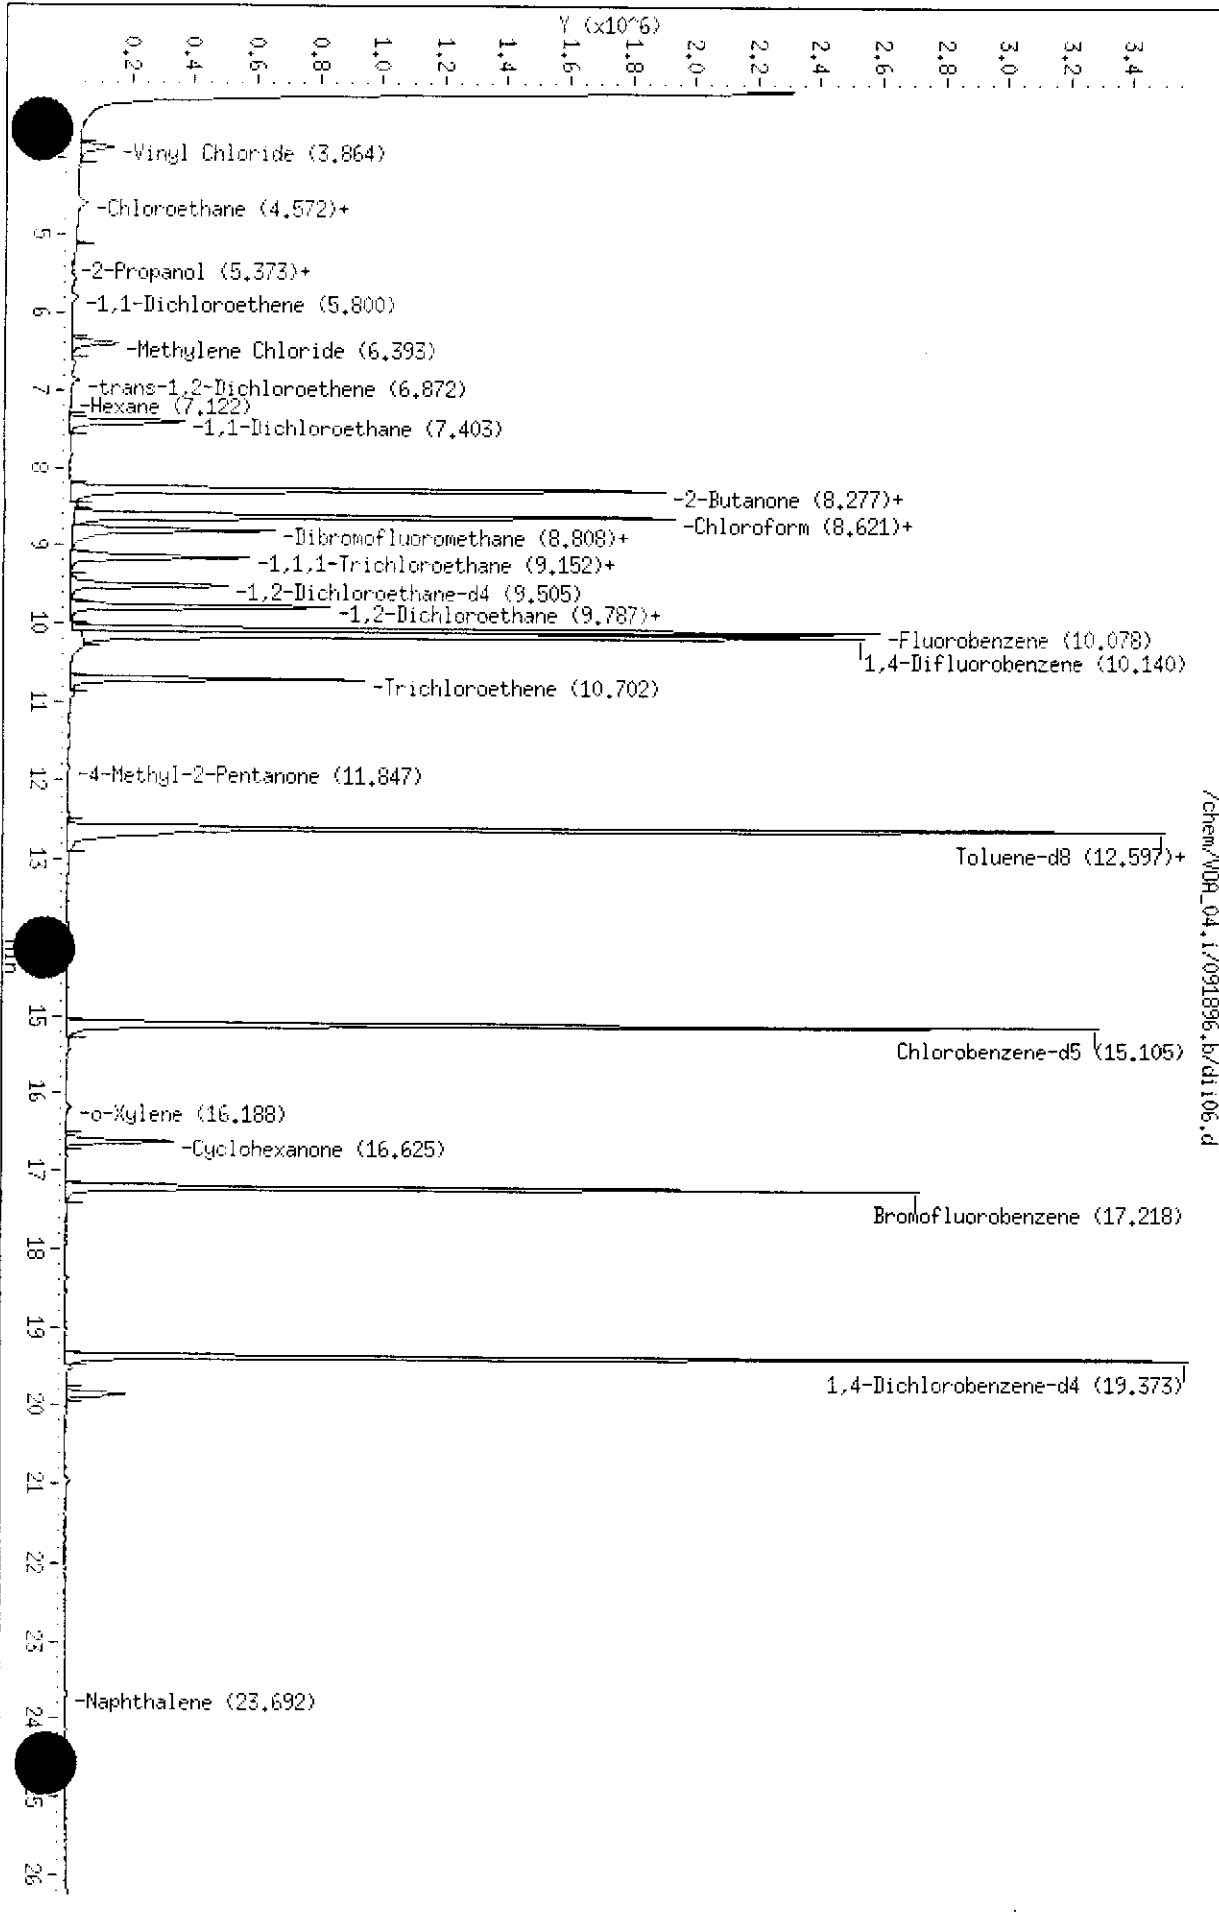 Y (x10^6)
0.2
0.4
0.6
0.8
1.0
1.2
1.4
1.6
1.8
2.0
2.2
2.4
2.6
2.8
3.0
3.2
3.4
-Vinyl Chloride (3.864)
-Chloroethane (4.572)+
5
-2-Propanol (5.373)+
-1,1-Dichloroethene (5.800)
6
-Methylene Chloride (6.393)
7
-trans-1,2-Dichloroethene (6.872)
-Hexane (7.122)
-1,1-Dichloroethane (7.403)
8
-2-Butanone (8.277)+
-Chloroform (8.621)+
9
-Dibromofluoromethane (8.808)+
-1,1,1-Trichloroethane (9.152)+
-1,2-Dichloroethane-d4 (9.505)
-1,2-Dichloroethane (9.787)+
10
-Fluorobenzene (10.078)
1,4-Difluorobenzene (10.140)
-Trichloroethene (10.702)
11
-4-Methyl-2-Pentanone (11.847)
12
Toluene-d8 (12.597)+
13
Min
15
Chlorobenzene-d5 (15.105)
16
-o-Xylene (16.188)
-Cyclohexanone (16.625)
17
Bromofluorobenzene (17.218)
18
19
1,4-Dichlorobenzene-d4 (19.373)
20
21
22
23
-Naphthalene (23.692)
24
25
26
/chem/VOA_04.i/091896.b/dii06.d